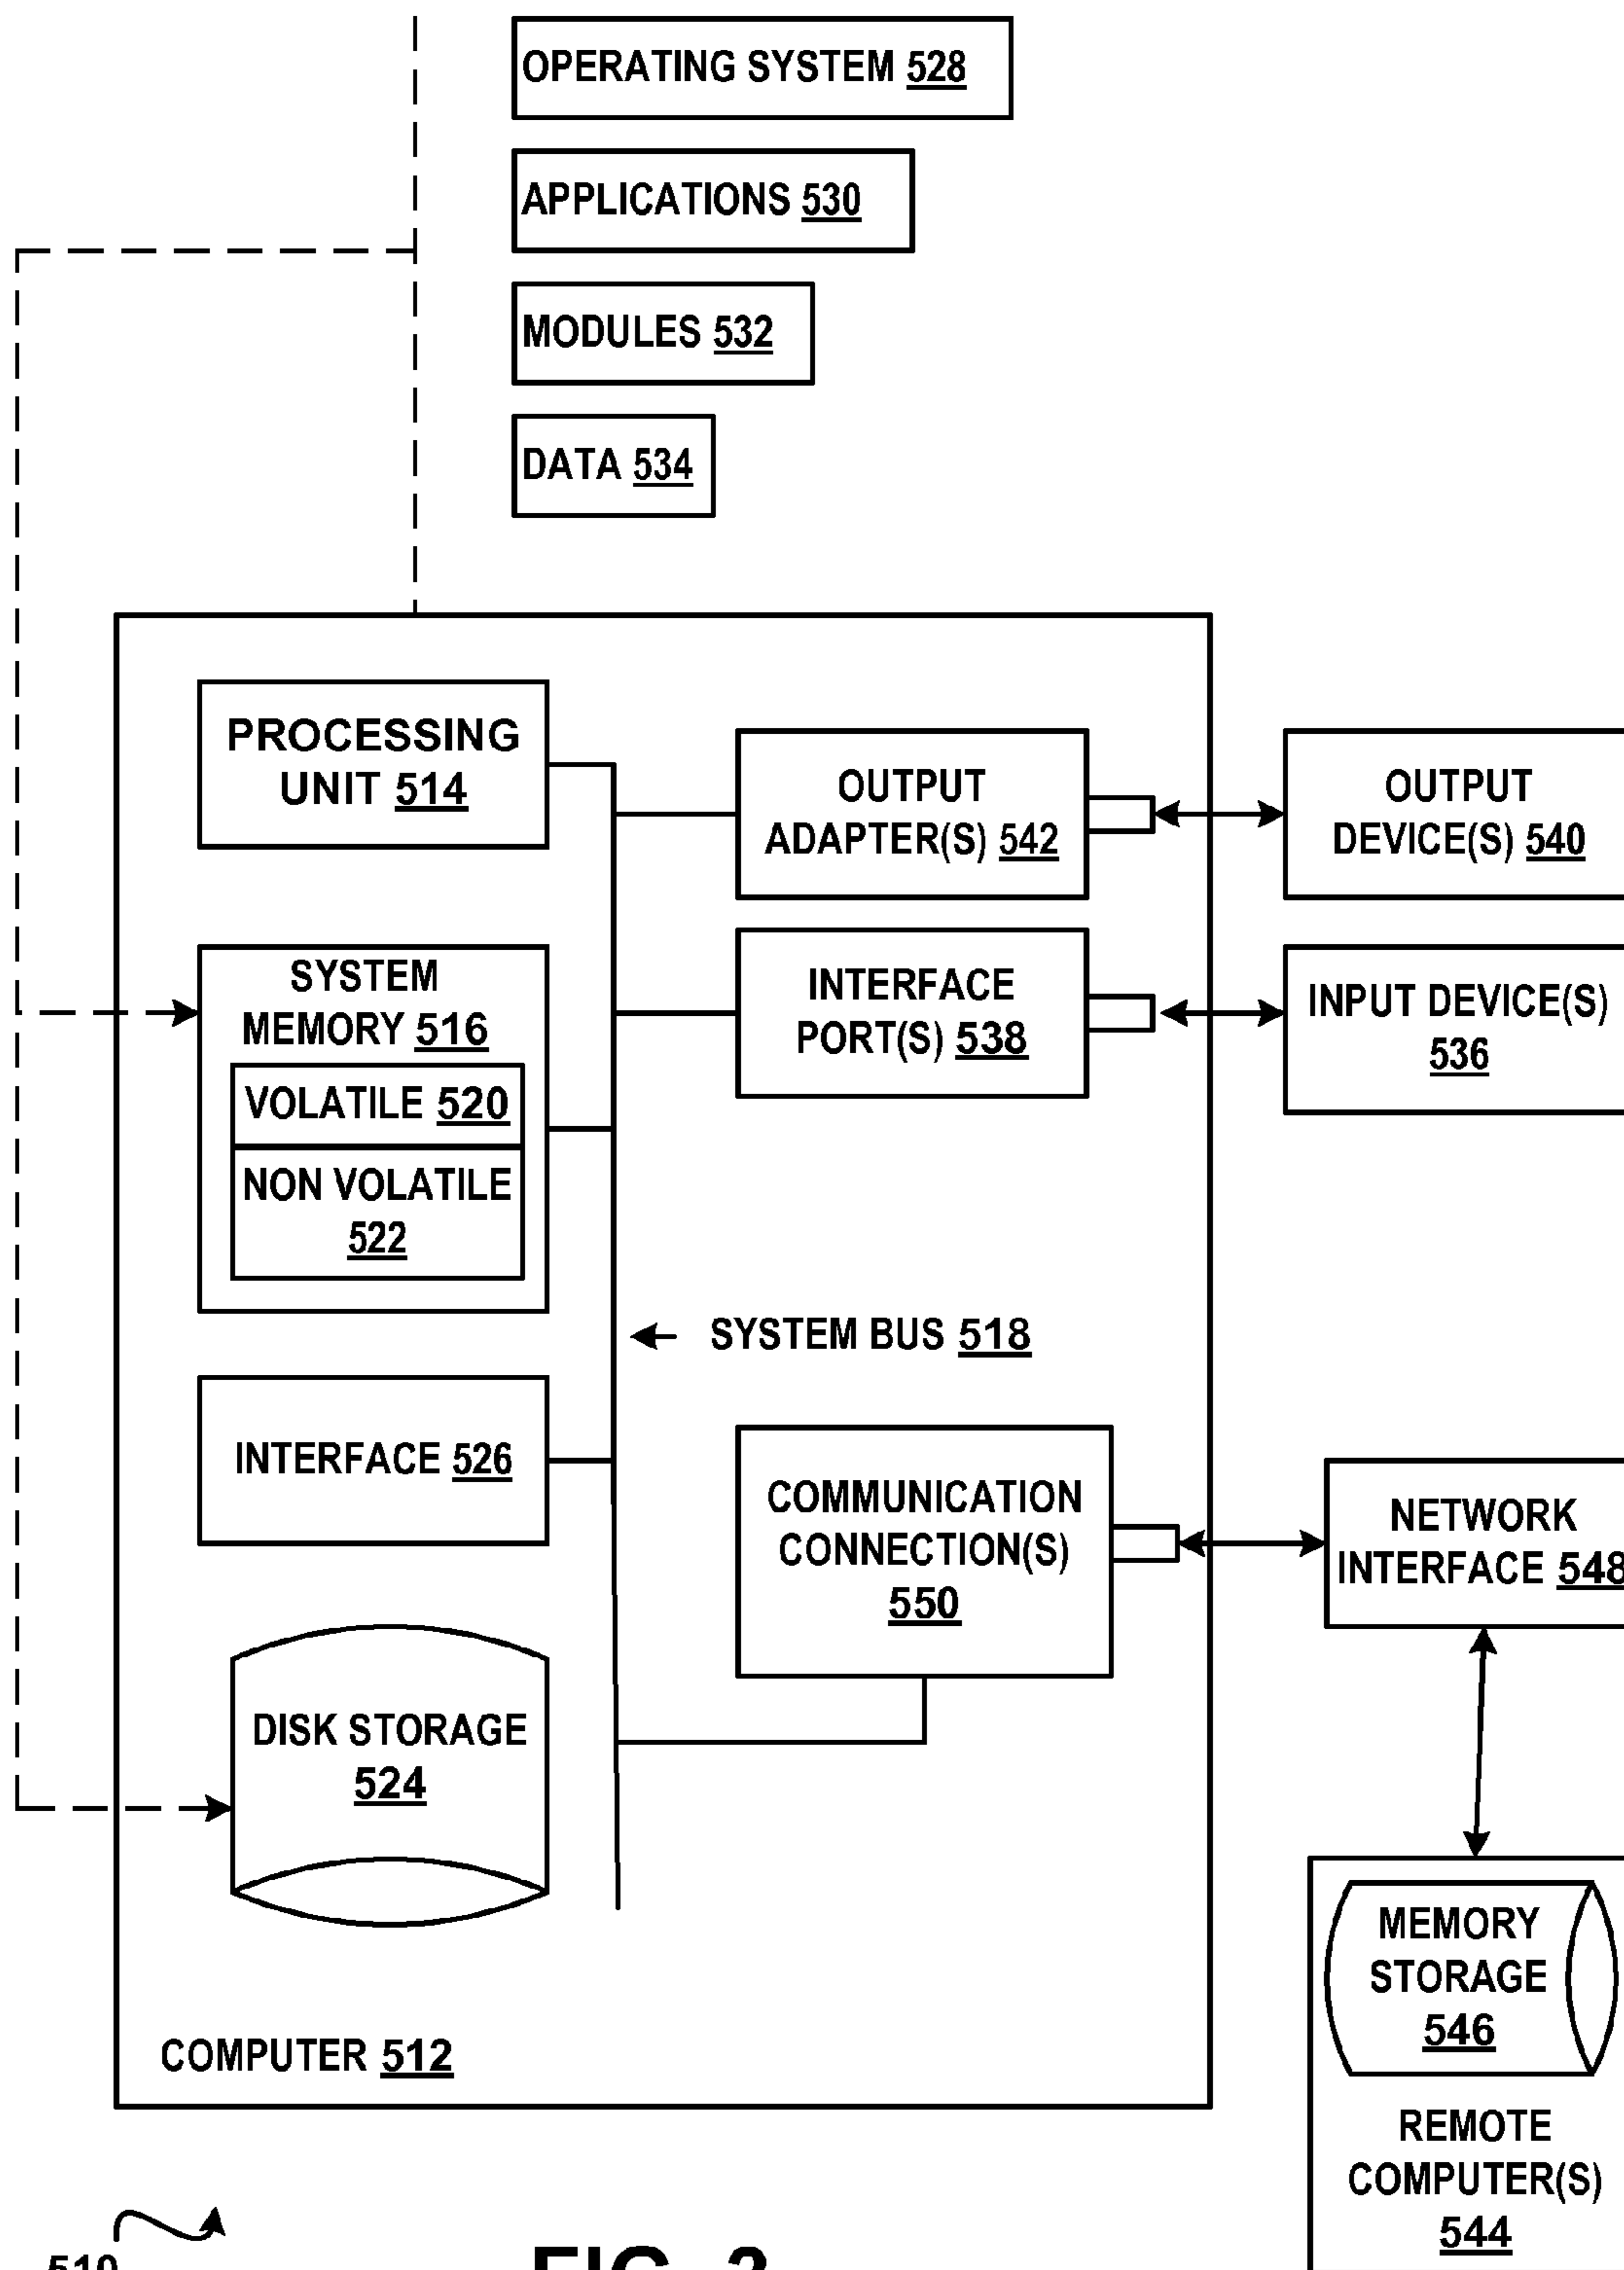 OPERATING SYSTEM 528
APPLICATIONS 530
MODULES 532
DATA 534
PROCESSING
UNIT 514
OUTPUT
ADAPTER(S) 542
OUTPUT
DEVICE(S) 540
SYSTEM
MEMORY 516
VOLATILE 520
NON VOLATILE
522
INTERFACE
PORT(S) 538
INPUT DEVICE(S)
536
SYSTEM BUS 518
INTERFACE 526
COMMUNICATION
CONNECTION(S)
550
NETWORK
INTERFACE 548
DISK STORAGE
524
MEMORY
STORAGE
546
REMOTE
COMPUTER(S)
544
COMPUTER 512
510